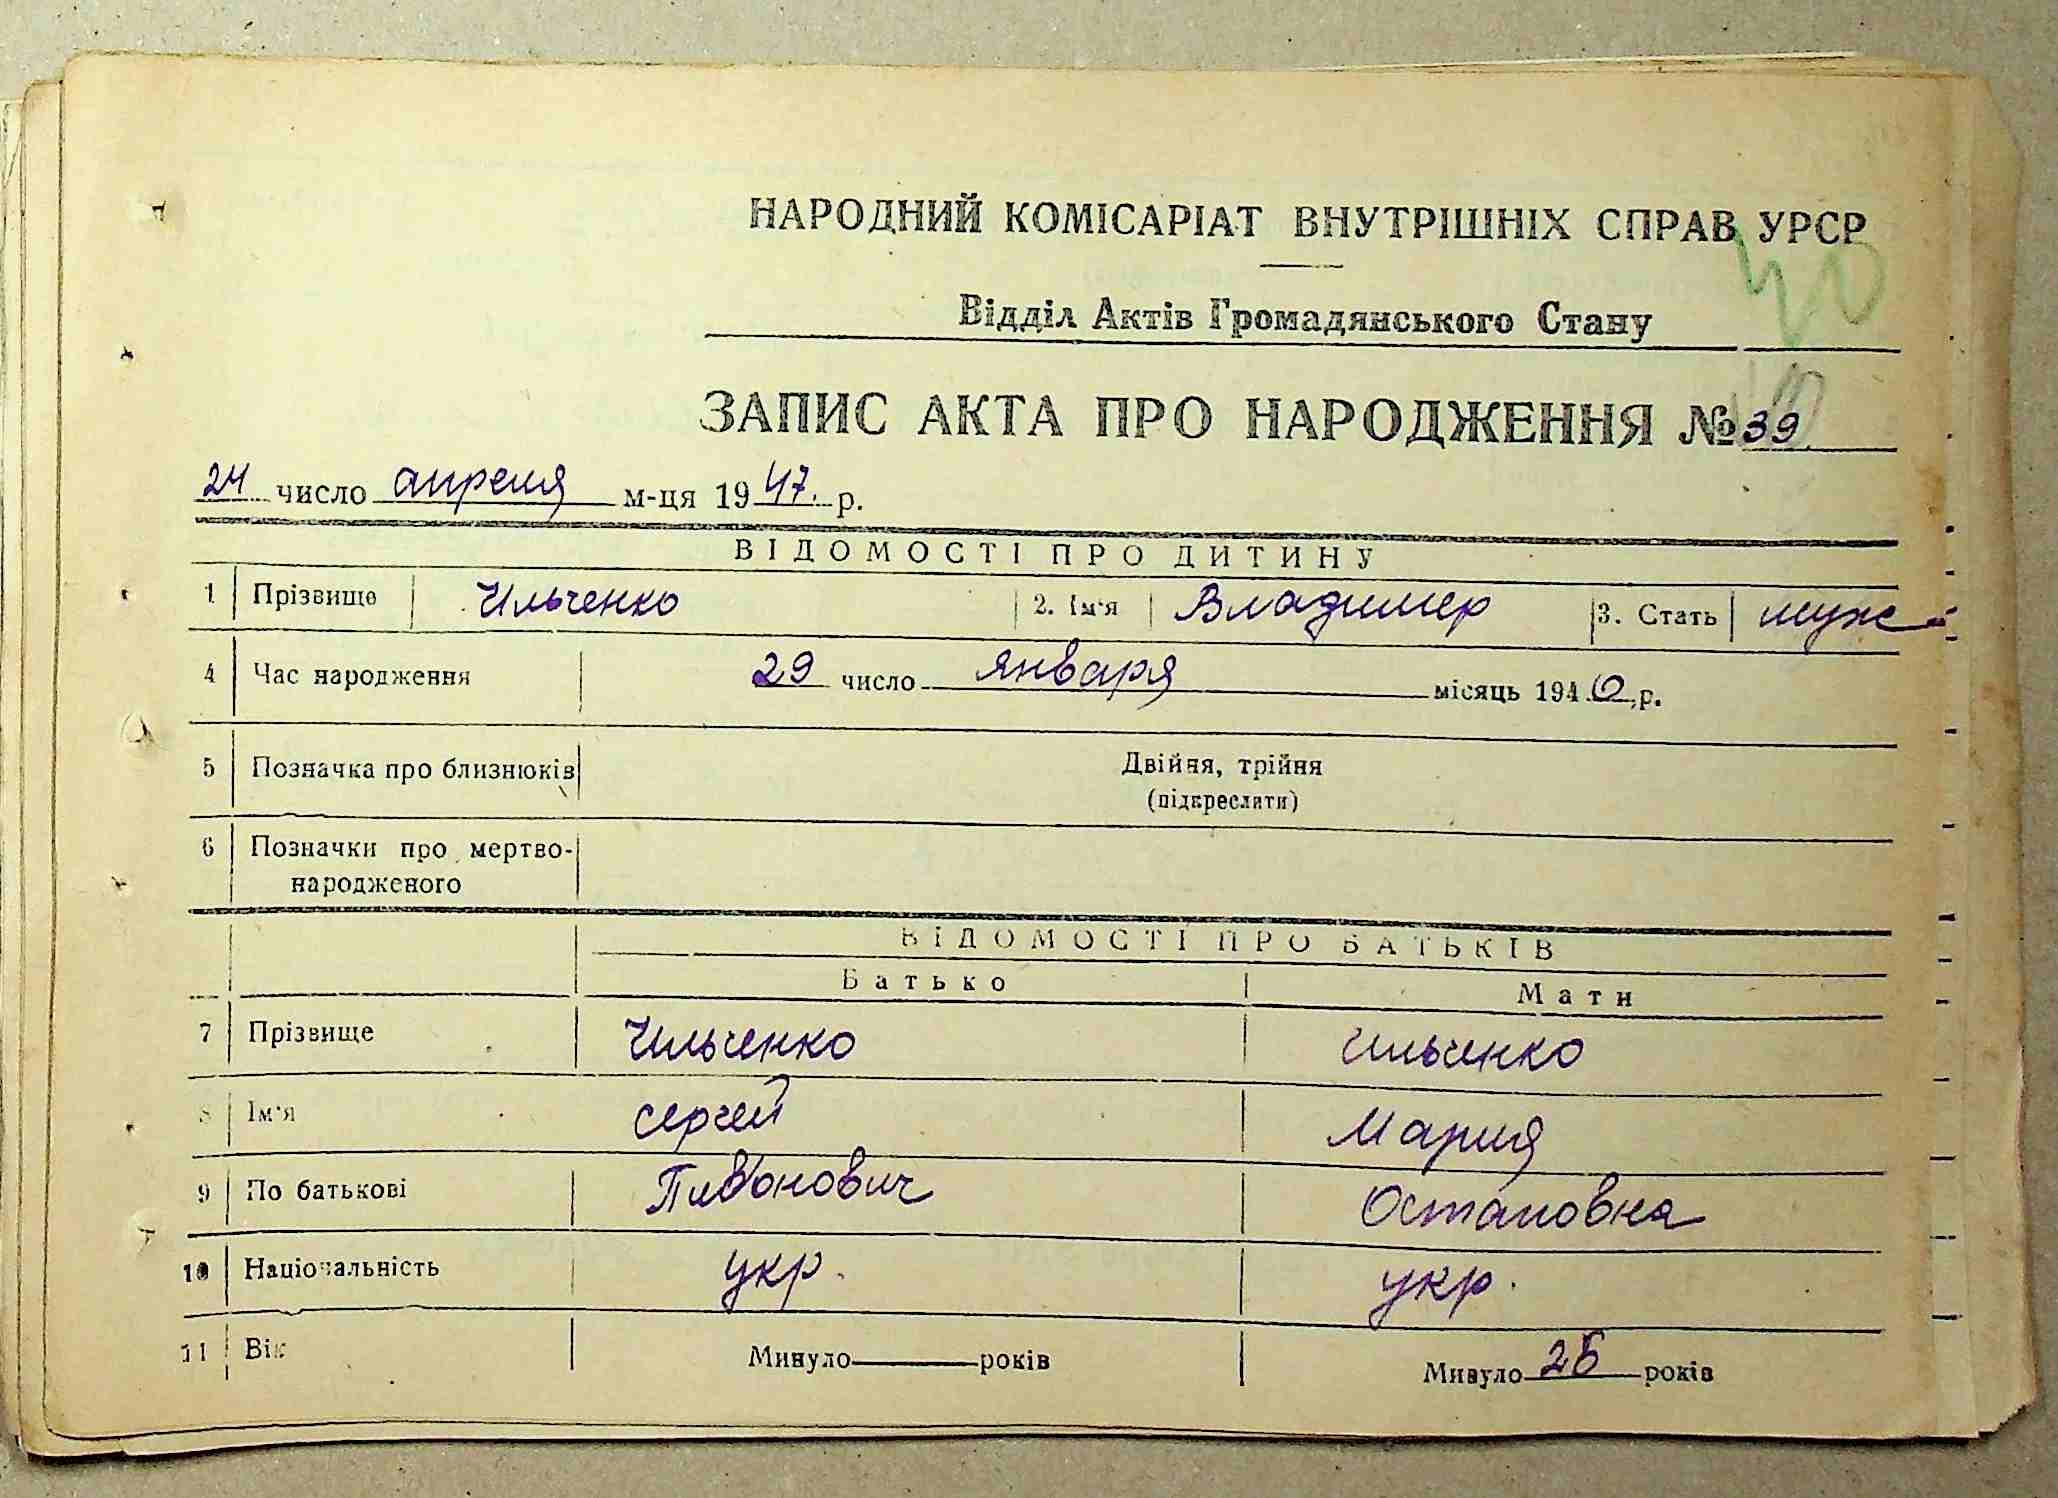 НАРОДНИЙ КОМІСАРІАТ ВНУТРІШНІХ СПРАВ УРСР
40
Відділ Актів Громадянського Стану
ЗАПИС АКТА ПРО НАРОДЖЕННЯ № 39
24 число апреля м-ця 1947. р.
ВІДОМОСТІ ПРО ДИТИНУ
1 Прізвище Ильченко 2. Ім'я Владимер 3. Стать муж
4 Час народження 29 число января місяць 1940 р.
5 Позначка про близнюків Двійня, трійня
(підкреслити)
6 Позначки про мертво-
народженого
ВІДОМОСТІ ПРО БАТЬКІВ
Батько Мати
7 Прізвище Ильченко Ильченко
8 Ім'я Сергей Мария
9 По батькові Остаповна
10 Національність укр. укр.
11 Вік Минуло років Минуло 26 років